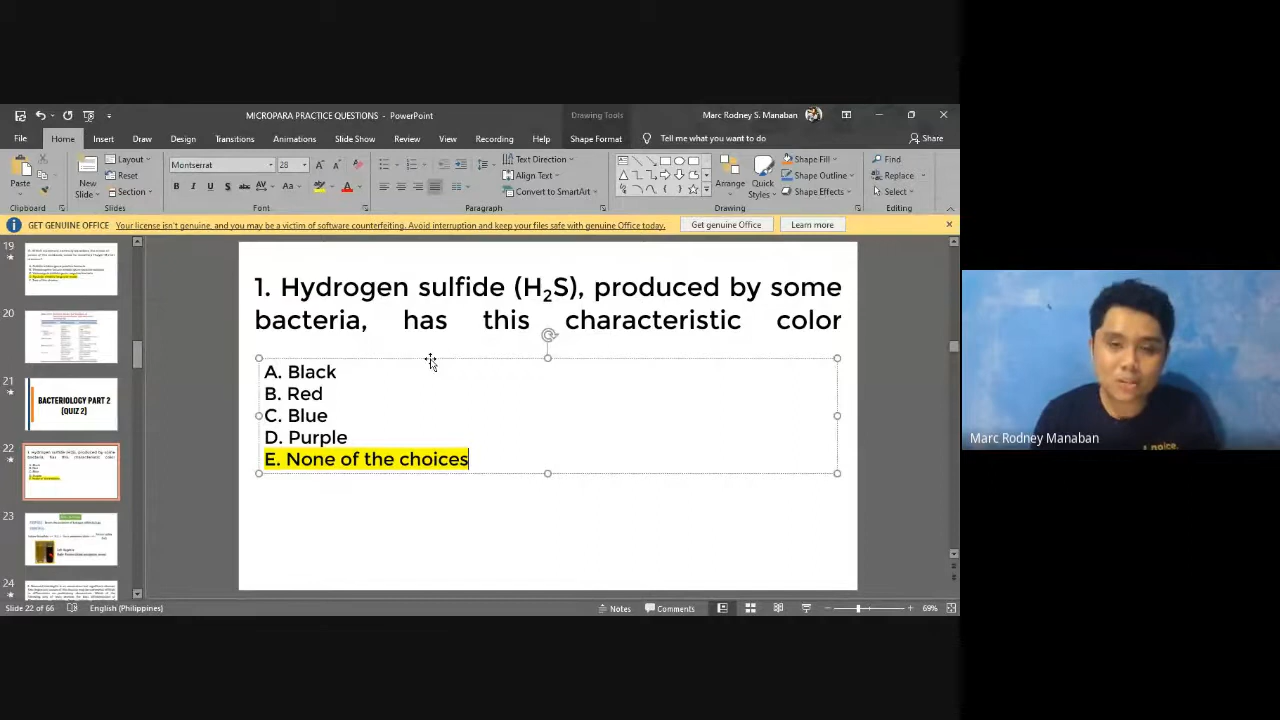 MICROPARA PRACTICE QUESTIONS - PowerPoint
Drawing Tools
Marc Rodney S. Manaban
File Home Insert Draw Design Transitions Animations Slide Show Review View Recording Help Shape Format Tell me what you want to do Share
Paste
New
Slide
Layout
Reset
Section
Montserrat 28
Text Direction
Align Text
Convert to SmartArt
Arrange
Quick
Styles
Shape Fill
Shape Outline
Shape Effects
Find
Replace
Select
Clipboard Slides Font Paragraph Drawing Editing
GET GENUINE OFFICE Your license isn't genuine, and you may be a victim of software counterfeiting. Avoid interruption and keep your files safe with genuine Office today. Get genuine Office Learn more
19
20
21
BACTERIOLOGY PART 2
(QUIZ 2)
22
23
24
1. Hydrogen sulfide (H₂S), produced by some
bacteria, has this characteristic color
A. Black
B. Red
C. Blue
D. Purple
E. None of the choices
Marc Rodney Manaban
Slide 22 of 66 English (Philippines) Notes Comments 69%